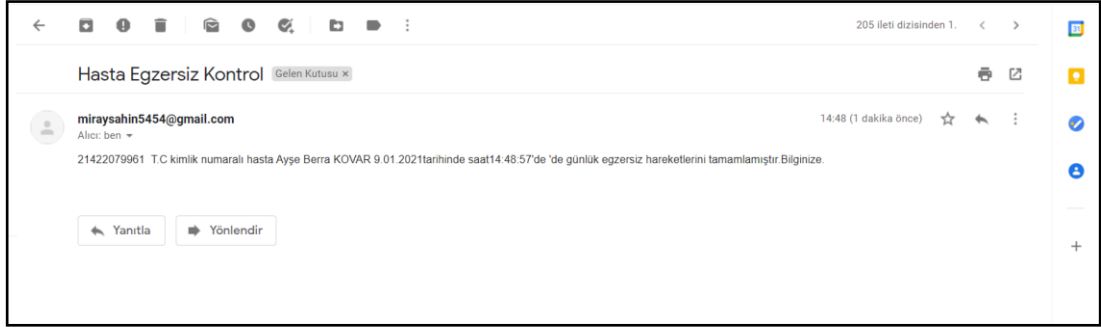 205 ileti dizisinden 1.
31
Hasta Egzersiz Kontrol Gelen Kutusu ×
miraysahin5454@gmail.com 14:48 (1 dakika önce)
Alıcı: ben
21422079961 T.C kimlik numaralı hasta Ayşe Berra KOVAR 9.01.2021tarihinde saat14:48:57'de 'de günlük egzersiz hareketlerini tamamlamıştır.Bilginize.
Yanıtla Yönlendir